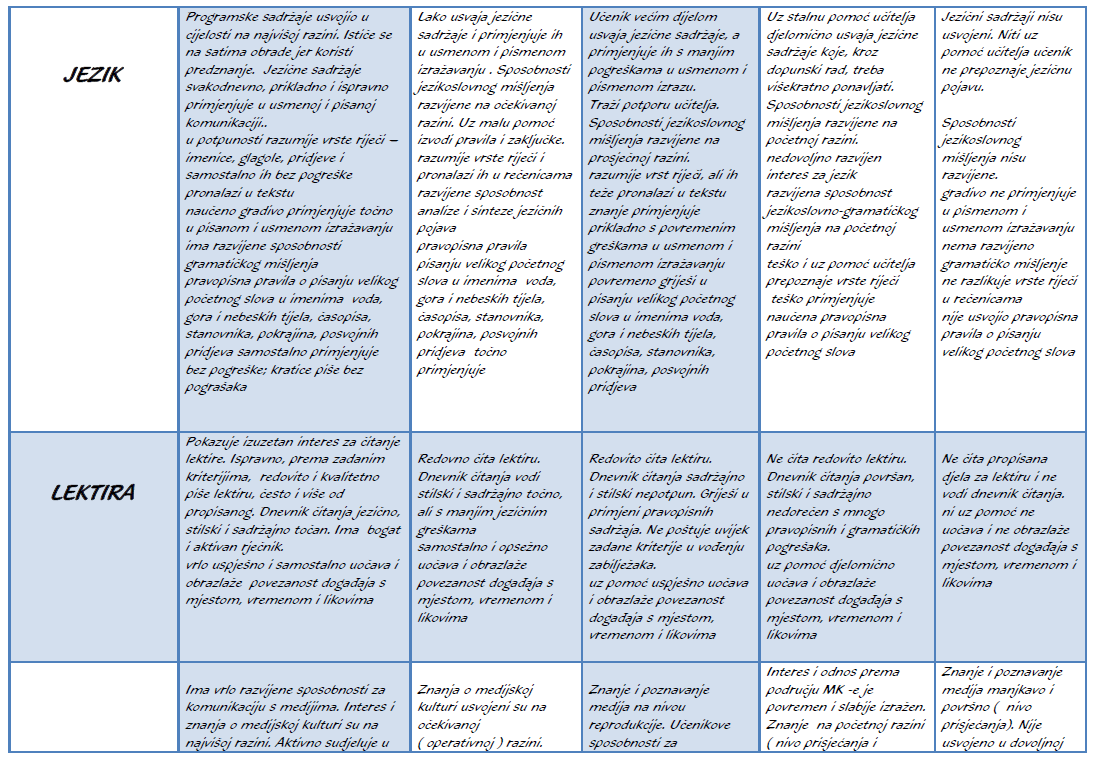 JEZIK
Programske sadržaje usvojio u
cijelosti na najvišoj razini. Ističe se
na satima obrade jer koristi
predznanje. Jezične sadržaje
svakodnevno, prikladno i ispravno
primjenjuje u usmenoj i pisanoj
komunikaciji..
u potpunosti razumije vrste riječi –
imenice, glagole, pridjeve i
samostalno ih bez pogreške
pronalazi u tekstu
naučeno gradivo primjenjuje točno
u pisanom i usmenom izražavanju
ima razvijene sposobnosti
gramatičkog mišljenja
pravopisna pravila o pisanju velikog
početnog slova u imenima voda,
gora i nebeskih tijela, časopisa,
stanovnika, pokrajina, posvojnih
pridjeva samostalno primjenjuje
bez pogreške; kratice piše bez
pograšaka
Lako usvaja jezične
sadržaje i primjenjuje ih
u usmenom i pismenom
izražavanju . Sposobnosti
jezikoslovnog mišljenja
razvijene na očekivanoj
razini. Uz malu pomoć
izvodi pravila i zaključke.
razumije vrste riječi i
pronalazi ih u rečenicama
razvijene sposobnost
analize i sinteze jezičnih
pojava
pravopisna pravila
pisanju velikog početnog
slova u imenima voda,
gora i nebeskih tijela,
časopisa, stanovnika,
pokrajina, posvojnih
pridjeva točno
primjenjuje
Učenik većim dijelom
usvaja jezične sadržaje, a
primjenjuje ih s manjim
pogreškama u usmenom i
pismenom izrazu.
Traži potporu učitelja.
Sposobnosti jezikoslovnog
mišljenja razvijene na
prosječnoj razini.
razumije vrst riječi, ali ih
teže pronalazi u tekstu
znanje primjenjuje
prikladno s povremenim
greškama u usmenom i
pismenom izražavanju
povremeno griješi u
pisanju velikog početnog
slova u imenima voda,
gora i nebeskih tijela,
časopisa, stanovnika,
pokrajina, posvojnih
pridjeva
Uz stalnu pomoć učitelja
djelomično usvaja jezične
sadržaje koje, kroz
dopunski rad, treba
višekratno ponavljati.
Sposobnosti jezikoslovnog
mišljenja razvijene na
početnoj razini.
nedovoljno razvijen
interes za jezik
razvijena sposobnost
jezikoslovno-gramatičkog
mišljenja na početnoj
razini
teško i uz pomoć učitelja
prepoznaje vrste riječi
teško primjenjuje
naučena pravopisna
pravila o pisanju velikog
početnog slova
Jezični sadržaji nisu
usvojeni. Niti uz
pomoć učitelja učenik
ne prepoznaje jezičnu
pojavu.
Sposobnosti
jezikoslovnog
mišljenja nisu
razvijene.
gradivo ne primjenjuje
u pismenom i
usmenom izražavanju
nema razvijeno
gramatičko mišljenje
ne razlikuje vrste riječi
u rečenicama
nije usvojio pravopisna
pravila o pisanju
velikog početnog slova
LEKTIRA
Pokazuje izuzetan interes za čitanje
lektire. Ispravno, prema zadanim
kriterijima, redovito i kvalitetno
piše lektiru, često i više od
propisanog. Dnevnik čitanja jezično,
stilski i sadržajno točan. Ima bogat
i aktivan rječnik.
vrlo uspješno i samostalno uočava i
obrazlaže povezanost događaja s
mjestom, vremenom i likovima
Redovno čita lektiru.
Dnevnik čitanja vodi
stilski i sadržajno točno,
ali s manjim jezičnim
greškama
samostalno i opsežno
uočava i obrazlaže
povezanost događaja s
mjestom, vremenom i
likovima
Redovito čita lektiru.
Dnevnik čitanja sadržajno
i stilski nepotpun. Griješi u
primjeni pravopisnih
sadržaja. Ne poštuje uvijek
zadane kriterije u vođenju
zabilježaka.
uz pomoć uspješno uočava
i obrazlaže povezanost
događaja s mjestom,
vremenom i likovima
Ne čita redovito lektiru.
Dnevnik čitanja površan,
stilski i sadržajno
nedorečen s mnogo
pravopisnih i gramatičkih
pogrešaka.
uz pomoć djelomično
uočava i obrazlaže
povezanost događaja s
mjestom, vremenom i
likovima
Ne čita propisana
djela za lektiru i ne
vodi dnevnik čitanja.
ni uz pomoć ne
uočava i ne obrazlaže
povezanost događaja s
mjestom, vremenom i
likovima
Ima vrlo razvijene sposobnosti za
komunikaciju s medijima. Interes i
znanja o medijskoj kulturi su na
najvišoj razini. Aktivno sudjeluje u
Znanja o medijskoj
kulturi usvojeni su na
očekivanoj
( operativnoj ) razini.
Znanje i poznavanje
medija na nivou
reprodukcije. Učenikove
sposobnosti za
Interes i odnos prema
području MK -e je
povremen i slabije izražen.
Znanje na početnoj razini
( nivo prisjećanja i
Znanje i poznavanje
medija manjkavo i
površno ( nivo
prisjećanja). Nije
usvojeno u dovoljnoj